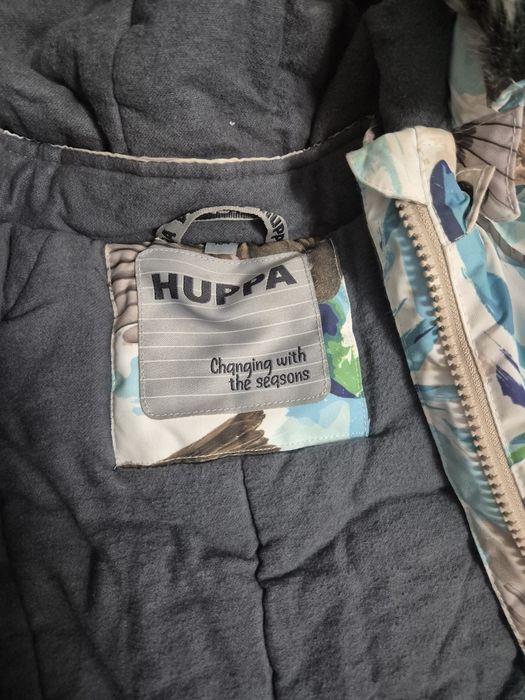 HUPPA
Changing with
the seasons